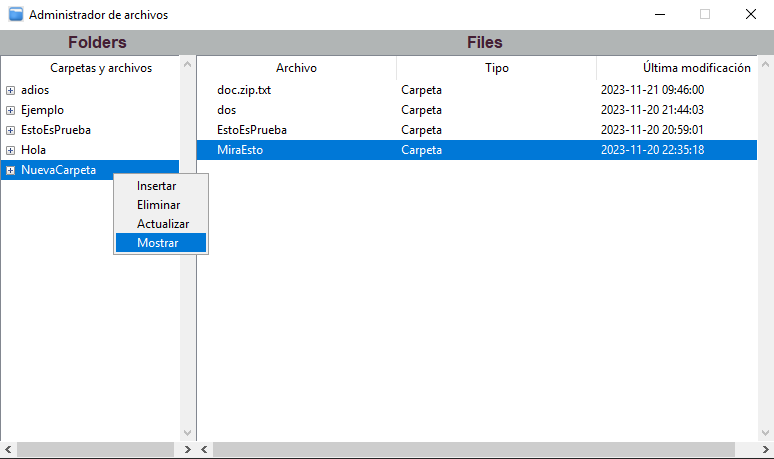 Administrador de archivos
Folders Files
Carpetas y archivos Archivo Tipo Última modificación
adios doc.zip.txt Carpeta 2023-11-21 09:46:00
Ejemplo dos Carpeta 2023-11-20 21:44:03
EstoEsPrueba EstoEsPrueba Carpeta 2023-11-20 20:59:01
Hola MiraEsto Carpeta 2023-11-20 22:35:18
NuevaCarpeta
Insertar
Eliminar
Actualizar
Mostrar